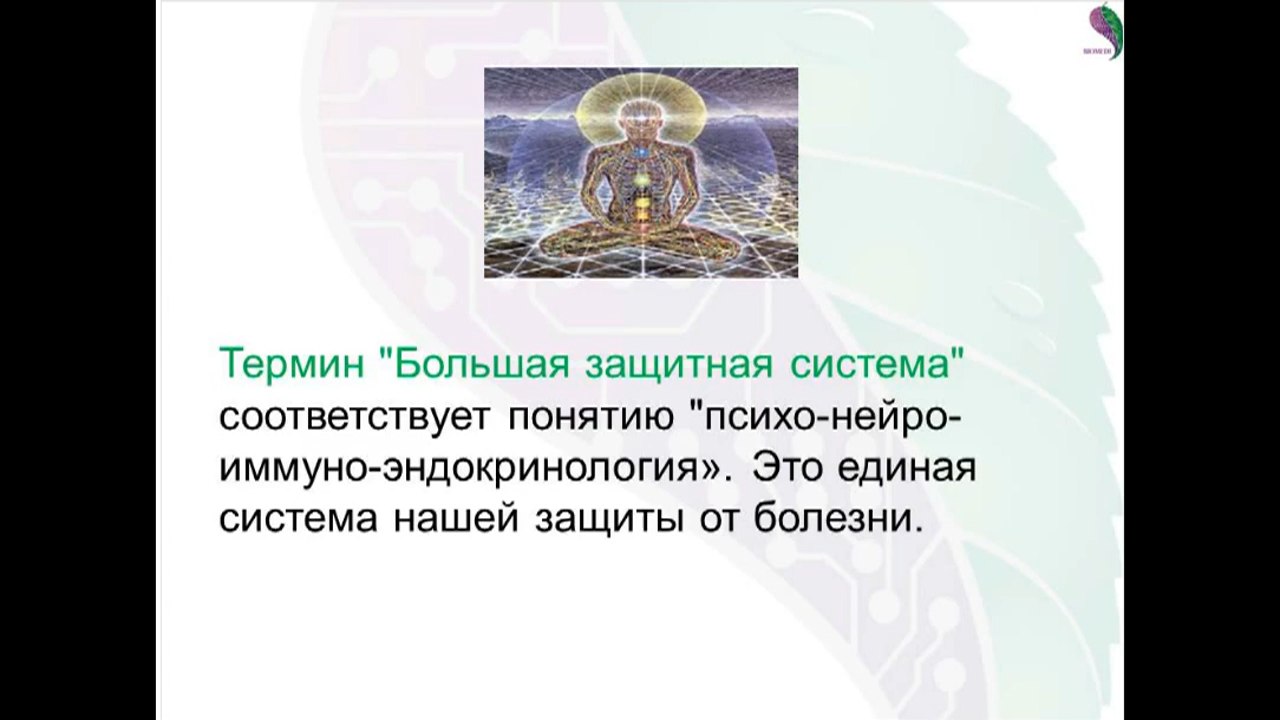 Термин "Большая защитная система"
соответствует понятию "психо-нейро-
иммуно-эндокринология». Это единая
система нашей защиты от болезни.